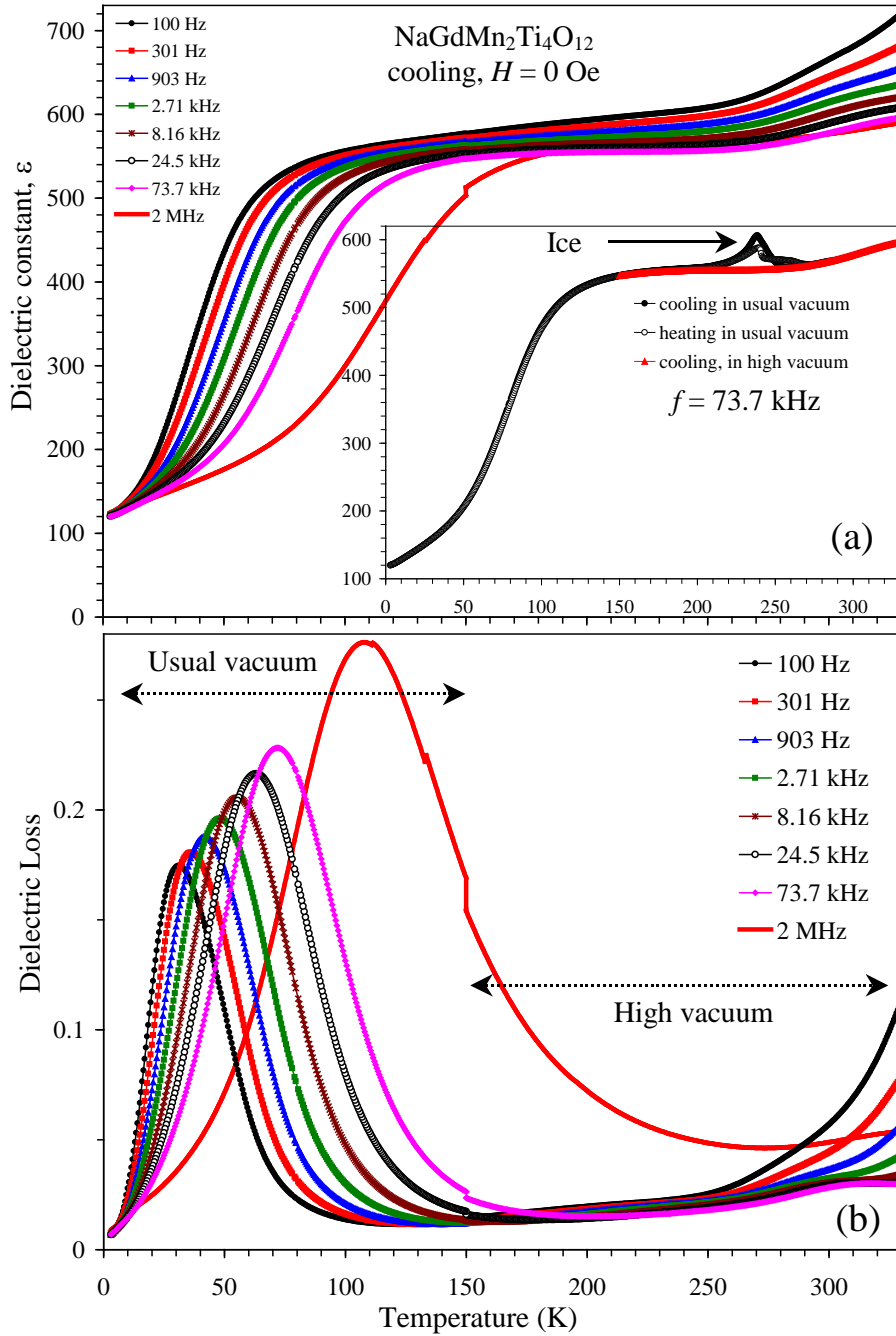 700
600
500
400
300
200
100
0
Dielectric constant, ε
100 Hz
301 Hz
903 Hz
2.71 kHz
8.16 kHz
24.5 kHz
73.7 kHz
2 MHz
NaGdMn₂Ti₄O₁₂
cooling, H = 0 Oe
600
500
400
300
200
100
Ice
cooling in usual vacuum
heating in usual vacuum
cooling, in high vacuum
f = 73.7 kHz
(a)
0 50 100 150 200 250 300
Usual vacuum
100 Hz
301 Hz
903 Hz
2.71 kHz
8.16 kHz
24.5 kHz
73.7 kHz
2 MHz
High vacuum
0.2
0.1
0
Dielectric Loss
(b)
0 50 100 150 200 250 300
Temperature (K)